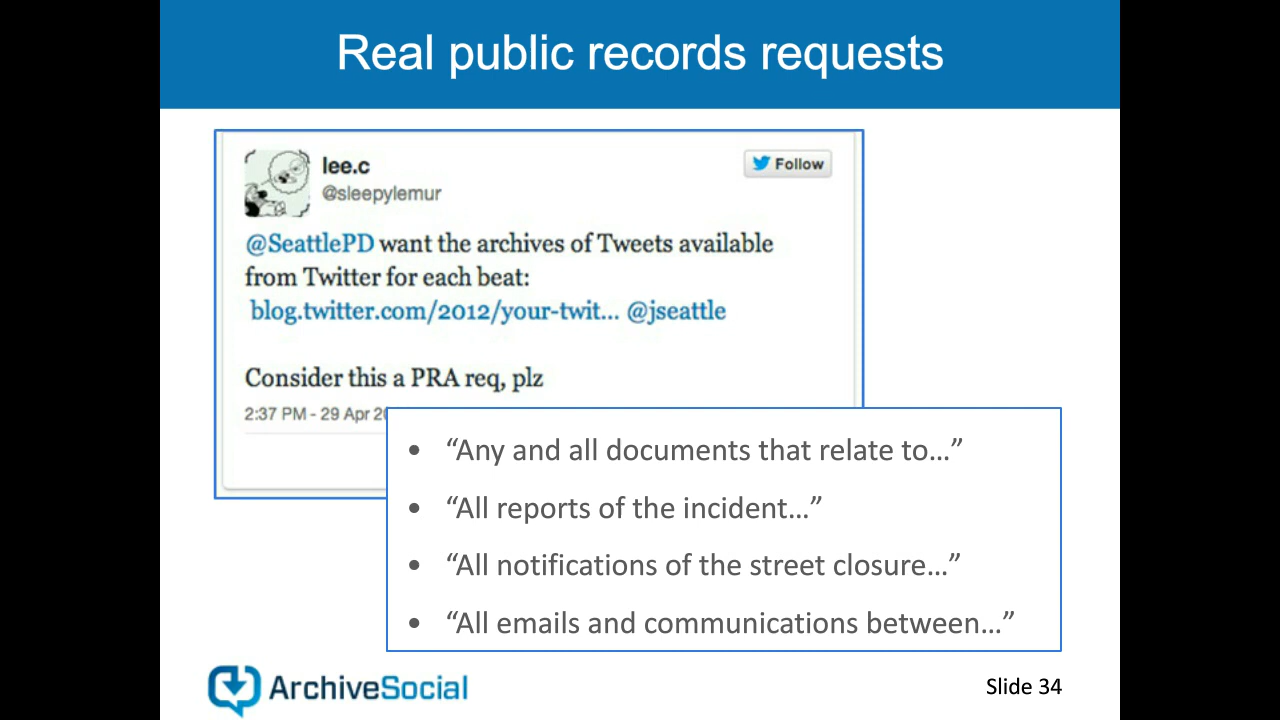 Real public records requests
lee.c
Follow
@sleepylemur
@SeattlePD want the archives of Tweets available
from Twitter for each beat:
blog.twitter.com/2012/your-twit... @jseattle
Consider this a PRA req, plz
2:37 PM - 29 Apr
• “Any and all documents that relate to…”
• “All reports of the incident…”
• “All notifications of the street closure…”
• “All emails and communications between…”
ArchiveSocial
Slide 34